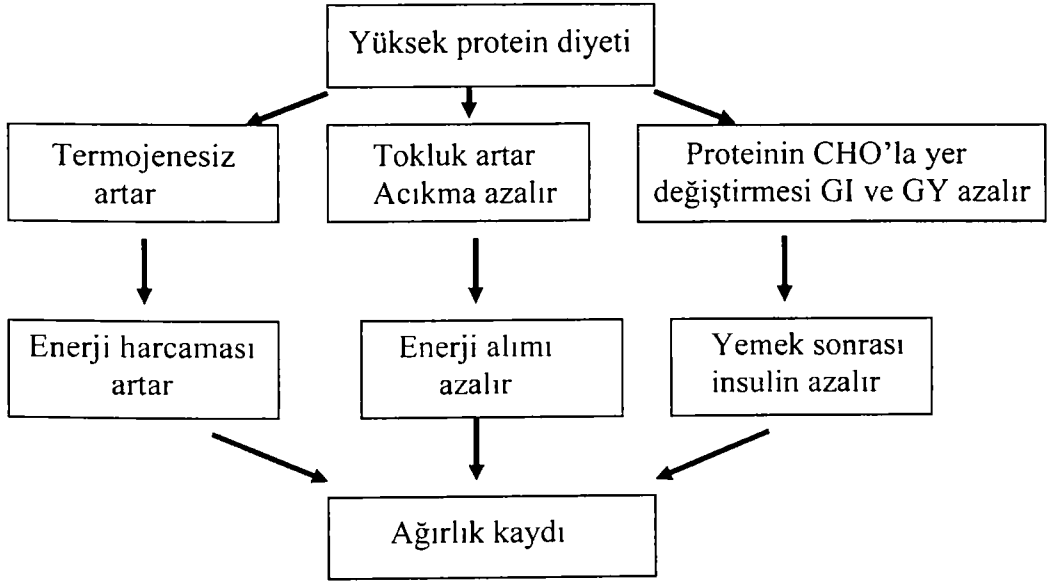 Yüksek protein diyeti
Termojenesiz
artar
Tokluk artar
Acıkma azalır
Proteinin CHO'la yer
değiştirmesi GI ve GY azalır
Enerji harcaması
artar
Enerji alımı
azalır
Yemek sonrası
insulin azalır
Ağırlık kaydı